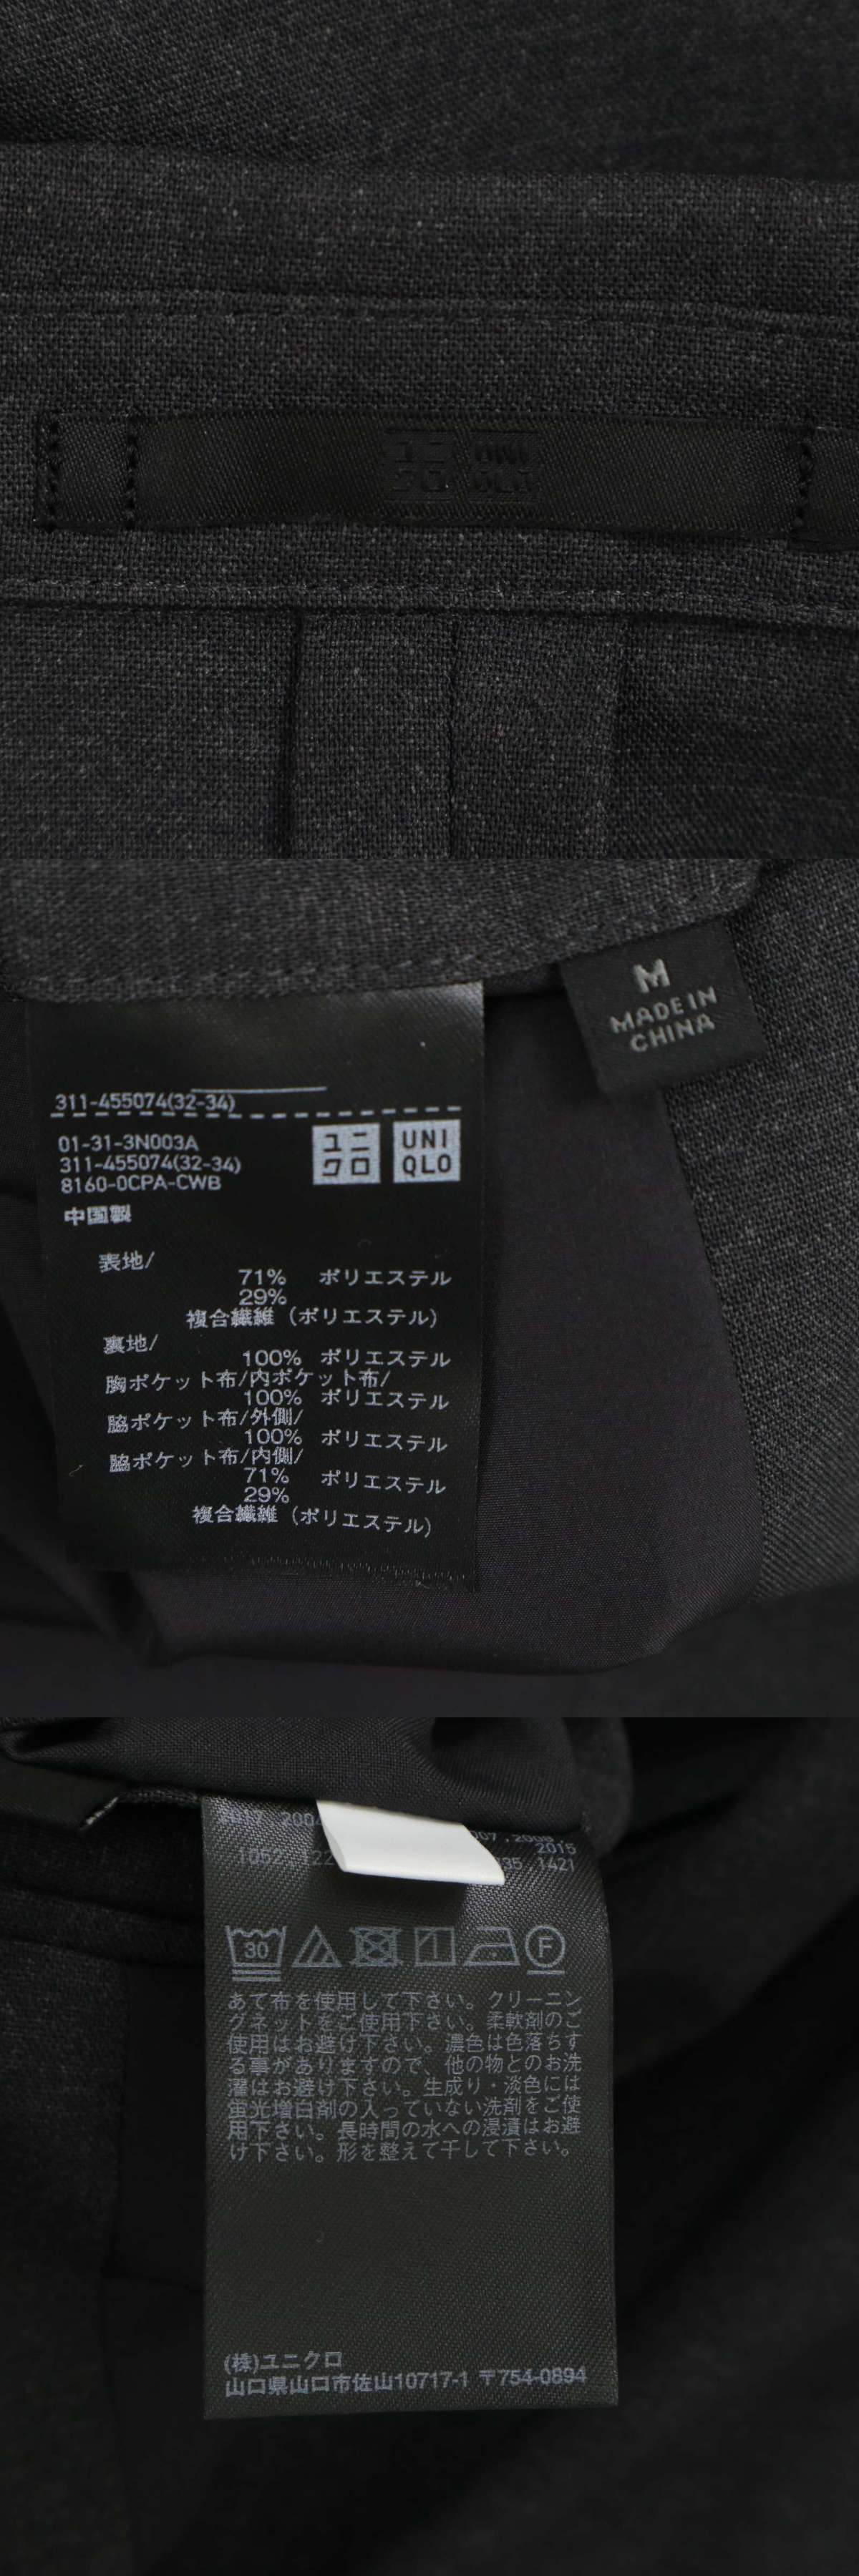 ユニ UNI
クロ QLO
M
MADE IN
CHINA
311-455074(32-34)
01-31-3N003A
311-455074(32-34)
8160-0CPA-CWB
ユニ UNI
クロ QLO
中国製
表地/
71% ポリエステル
29%
複合繊維 (ポリエステル)
裏地/
100% ポリエステル
胸ポケット布/内ポケット布/
100% ポリエステル
脇ポケット布/外側/
100% ポリエステル
脇ポケット布/内側/
71% ポリエステル
29%
複合繊維 (ポリエステル)
2015
1052 1421
30 F
あて布を使用して下さい。クリーニン
グネットをご使用下さい。柔軟剤のご
使用はお避け下さい。濃色は色落ちす
る事がありますので、他の物とのお洗
濯はお避け下さい。生成り・淡色には
蛍光増白剤の入っていない洗剤をご使
用下さい。長時間の水への浸漬はお避
け下さい。形を整えて干して下さい。
(株)ユニクロ
山口県山口市佐山10717-1 〒754-0894